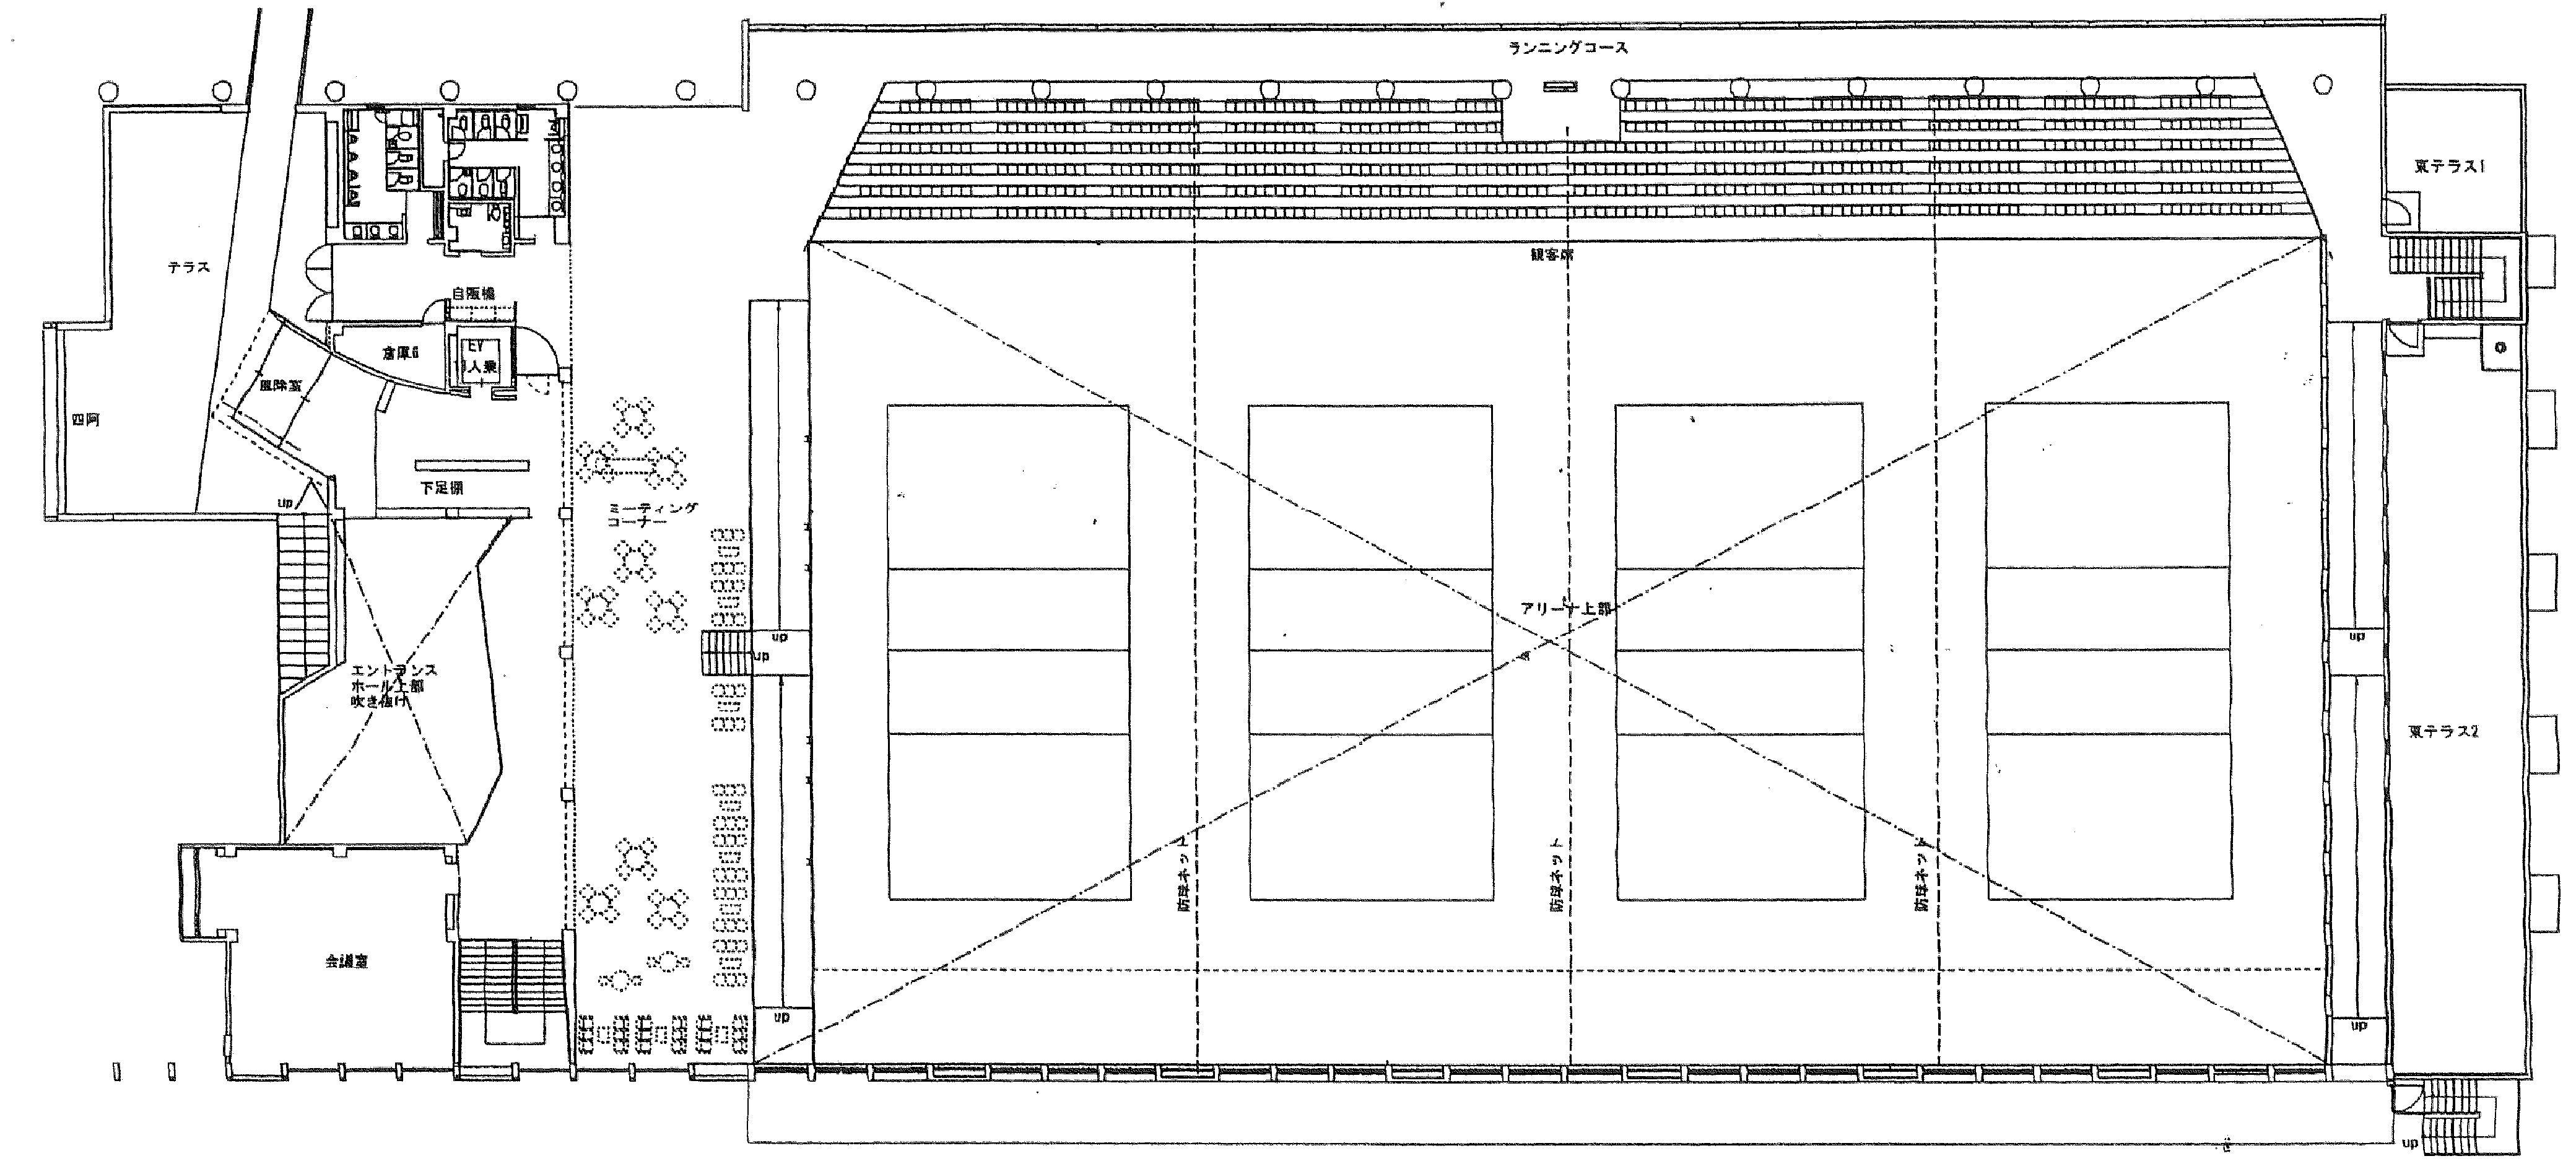 ランニングコース
東テラス1
観客席
テラス
自販機
倉庫6
EV
11人乗
風除室
四阿
下足棚
up
ミーティング
コーナー
アリーナ上部
up
up
up
エントランス
ホール上部
吹き抜け
東テラス2
防球ネット
防球ネット
防球ネット
会議室
up
up
up